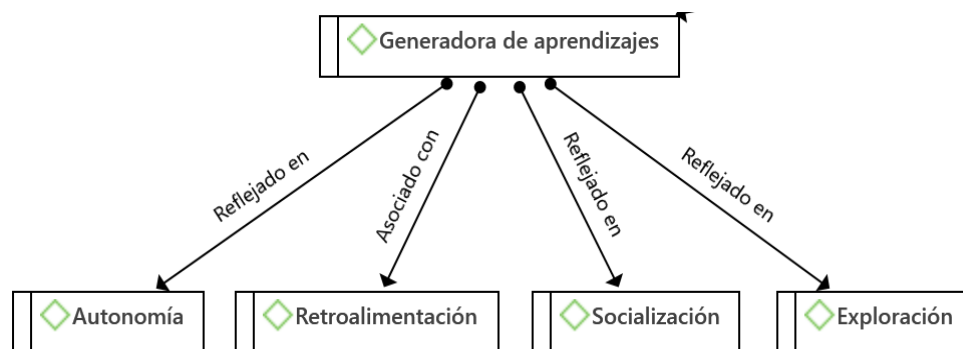 Generadora de aprendizajes
Reflejado en
Asociado con
Reflejado en
Reflejado en
Autonomía
Retroalimentación
Socialización
Exploración